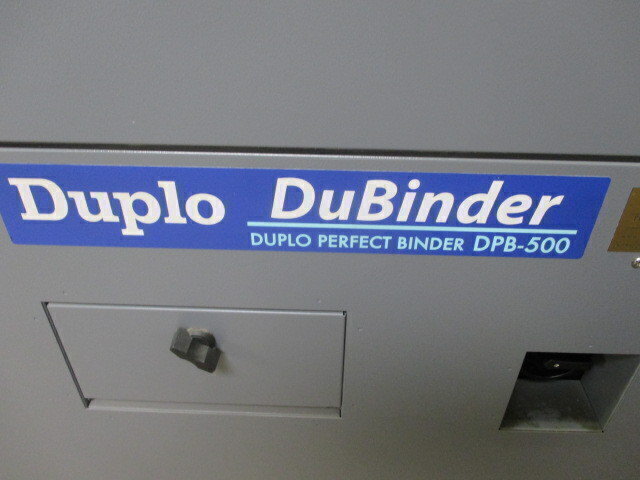 Duplo DuBinder
DUPLO PERFECT BINDER DPB-500